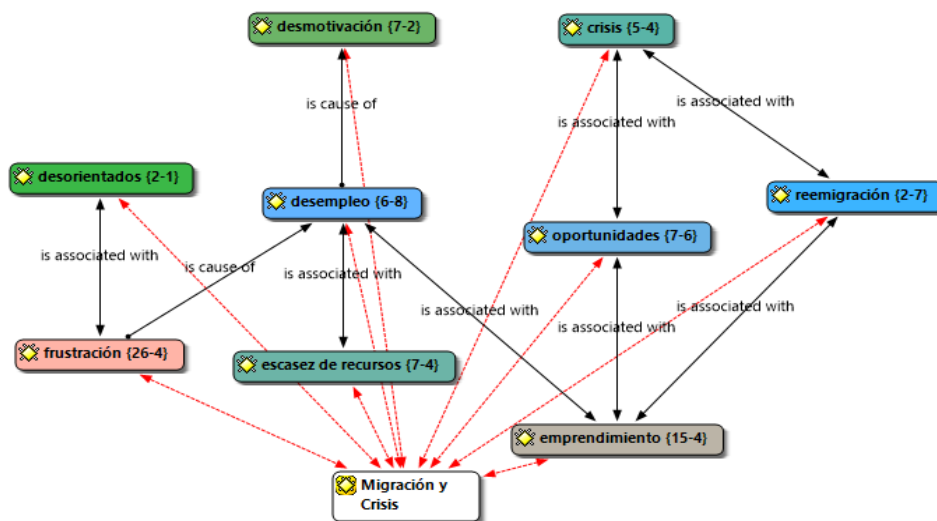 desmotivación {7-2}
crisis {5-4}
is cause of
is associated with
is associated with
desorientados {2-1}
desempleo {6-8}
reemigración {2-7}
oportunidades {7-6}
is associated with
is cause of
is associated with
is associated with
is associated with
is associated with
frustración {26-4}
escasez de recursos {7-4}
emprendimiento {15-4}
Migración y
Crisis